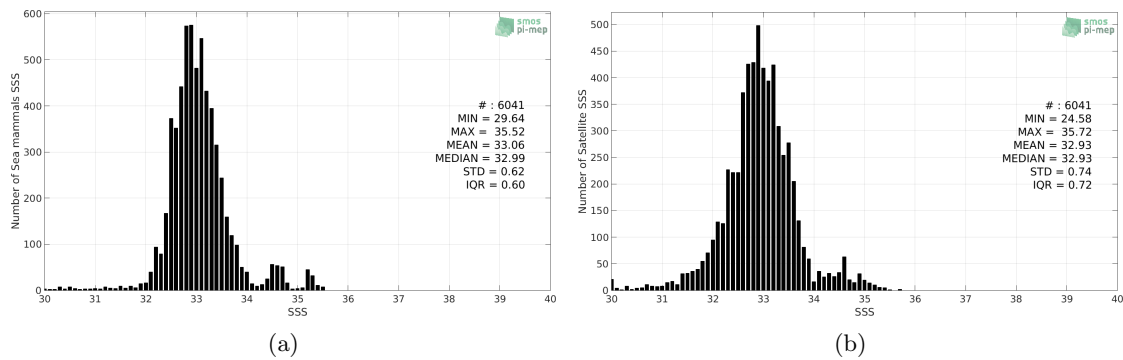 600
500
400
300
200
100
0
30 31 32 33 34 35 36 37 38 39 40
Number of Sea mammals SSS
SSS
smos
pi-mep
# : 6041
MIN = 29.64
MAX = 35.52
MEAN = 33.06
MEDIAN = 32.99
STD = 0.62
IQR = 0.60
(a)
500
450
400
350
300
250
200
150
100
50
0
30 31 32 33 34 35 36 37 38 39 40
Number of Satellite SSS
SSS
smos
pi-mep
# : 6041
MIN = 24.58
MAX = 35.72
MEAN = 32.93
MEDIAN = 32.93
STD = 0.74
IQR = 0.72
(b)